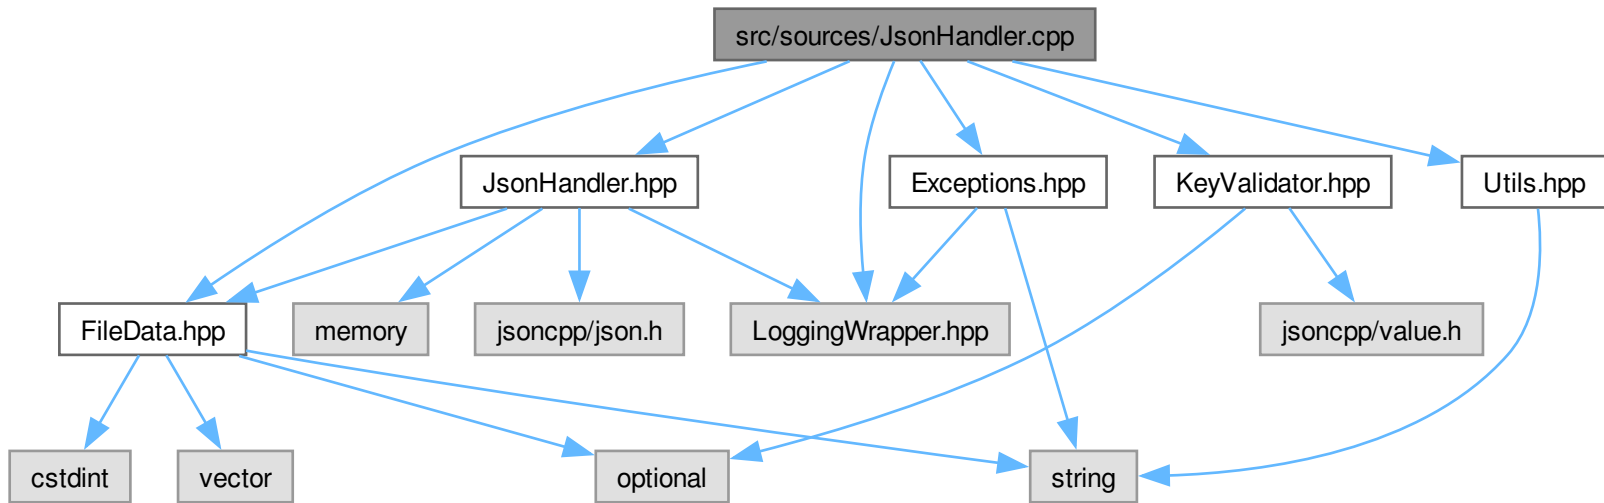 src/sources/JsonHandler.cpp
JsonHandler.hpp
Exceptions.hpp
KeyValidator.hpp
Utils.hpp
FileData.hpp
memory
jsoncpp/json.h
LoggingWrapper.hpp
jsoncpp/value.h
cstdint
vector
optional
string